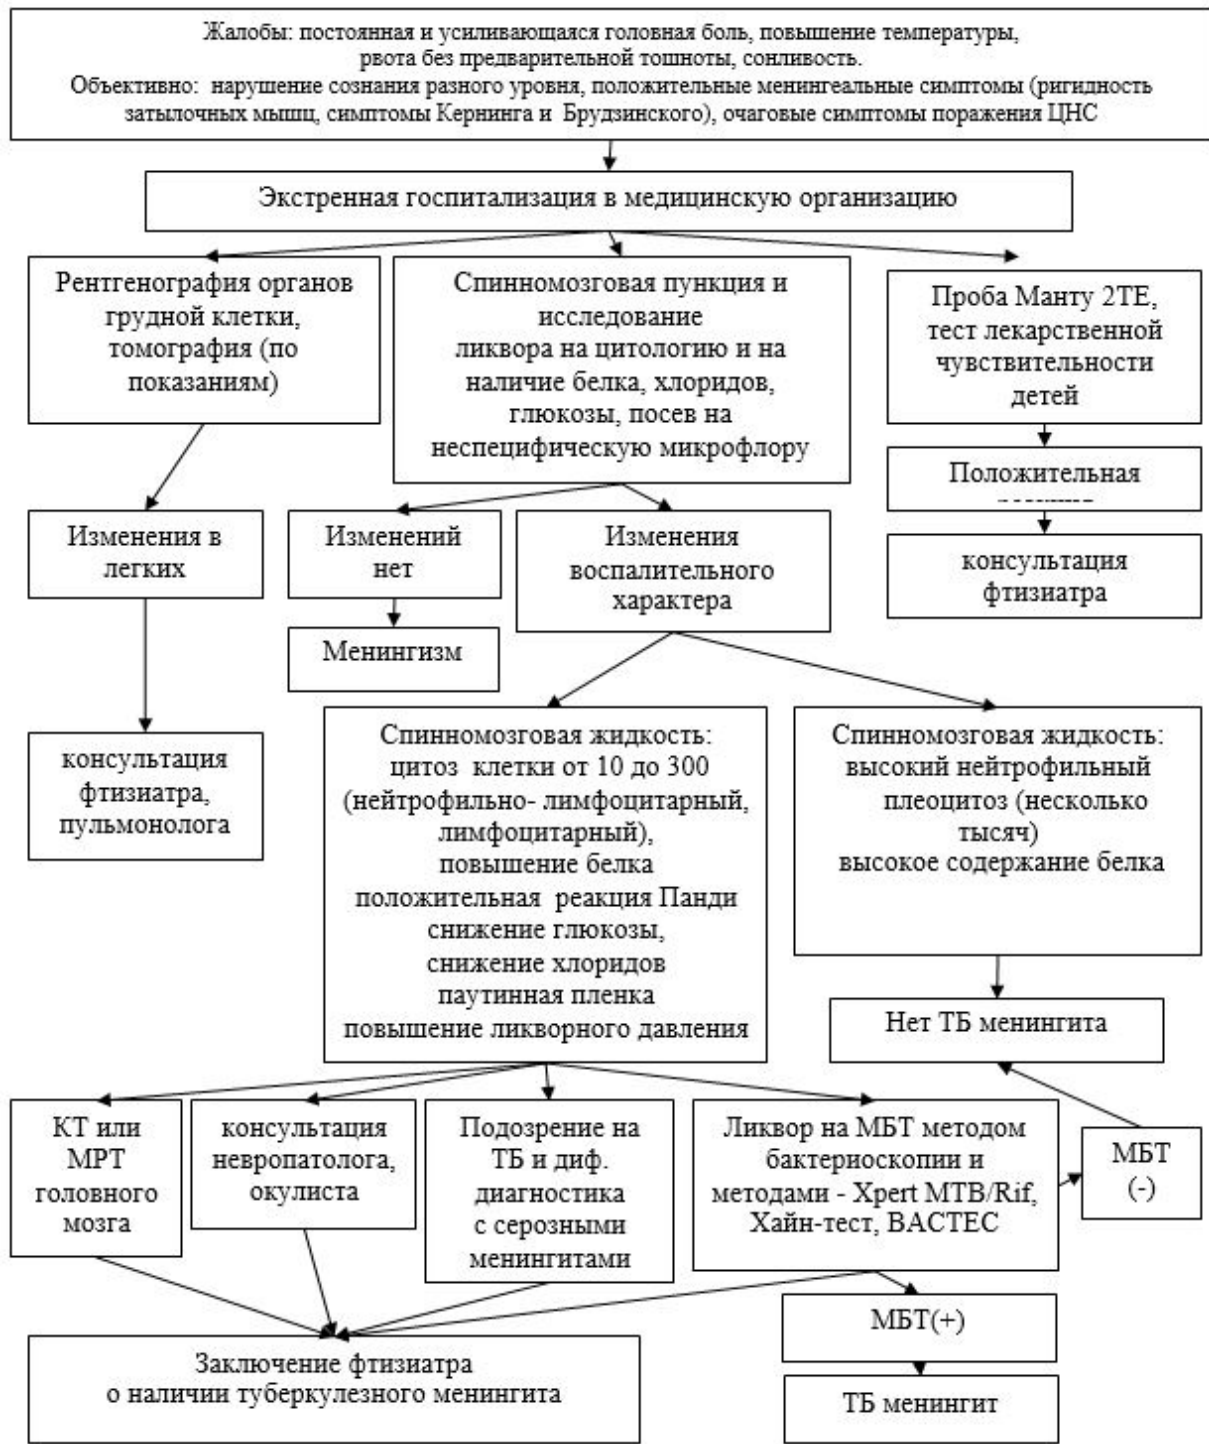 Жалобы: постоянная и усиливающаяся головная боль, повышение температуры,
рвота без предварительной тошноты, сонливость.
Объективно: нарушение сознания разного уровня, положительные менингеальные симптомы (ригидность
затылочных мышц, симптомы Кернинга и Брудзинского), очаговые симптомы поражения ЦНС
Экстренная госпитализация в медицинскую организацию
Рентгенография органов
грудной клетки,
томография (по
показаниям)
Спинномозговая пункция и
исследование
ликвора на цитологию и на
наличие белка, хлоридов,
глюкозы, посев на
неспецифическую микрофлору
Проба Манту 2ТЕ,
тест лекарственной
чувствительности
детей
Положительная
консультация
фтизиатра
Изменения в
легких
Изменений
нет
Изменения
воспалительного
характера
Менингизм
консультация
фтизиатра,
пульмонолога
Спинномозговая жидкость:
цитоз клетки от 10 до 300
(нейтрофильно- лимфоцитарный,
лимфоцитарный),
повышение белка
положительная реакция Панди
снижение глюкозы,
снижение хлоридов
паутинная пленка
повышение ликворного давления
Спинномозговая жидкость:
высокий нейтрофильный
плеоцитоз (несколько
тысяч)
высокое содержание белка
Нет ТБ менингита
КТ или
МРТ
головного
мозга
консультация
невропатолога,
окулиста
Подозрение на
ТБ и диф.
диагностика
с серозными
менингитами
Ликвор на МБТ методом
бактериоскопии и
методами - Xpert MTB/Rif,
Хайн-тест, BACTEC
МБТ
(-)
МБТ(+)
ТБ менингит
Заключение фтизиатра
о наличии туберкулезного менингита